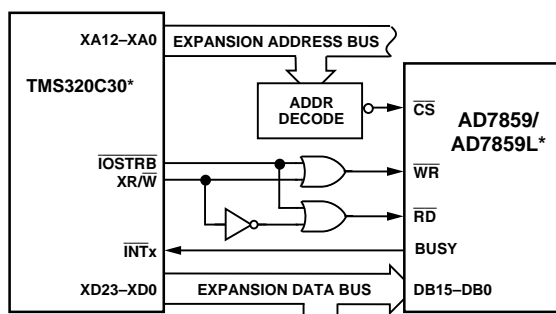 XA12–XA0
EXPANSION ADDRESS BUS
TMS320C30*
ADDR
DECODE
AD7859/
AD7859L*
CS
IOSTRB
XR/W
WR
RD
INTx
BUSY
XD23–XD0
EXPANSION DATA BUS
DB15–DB0